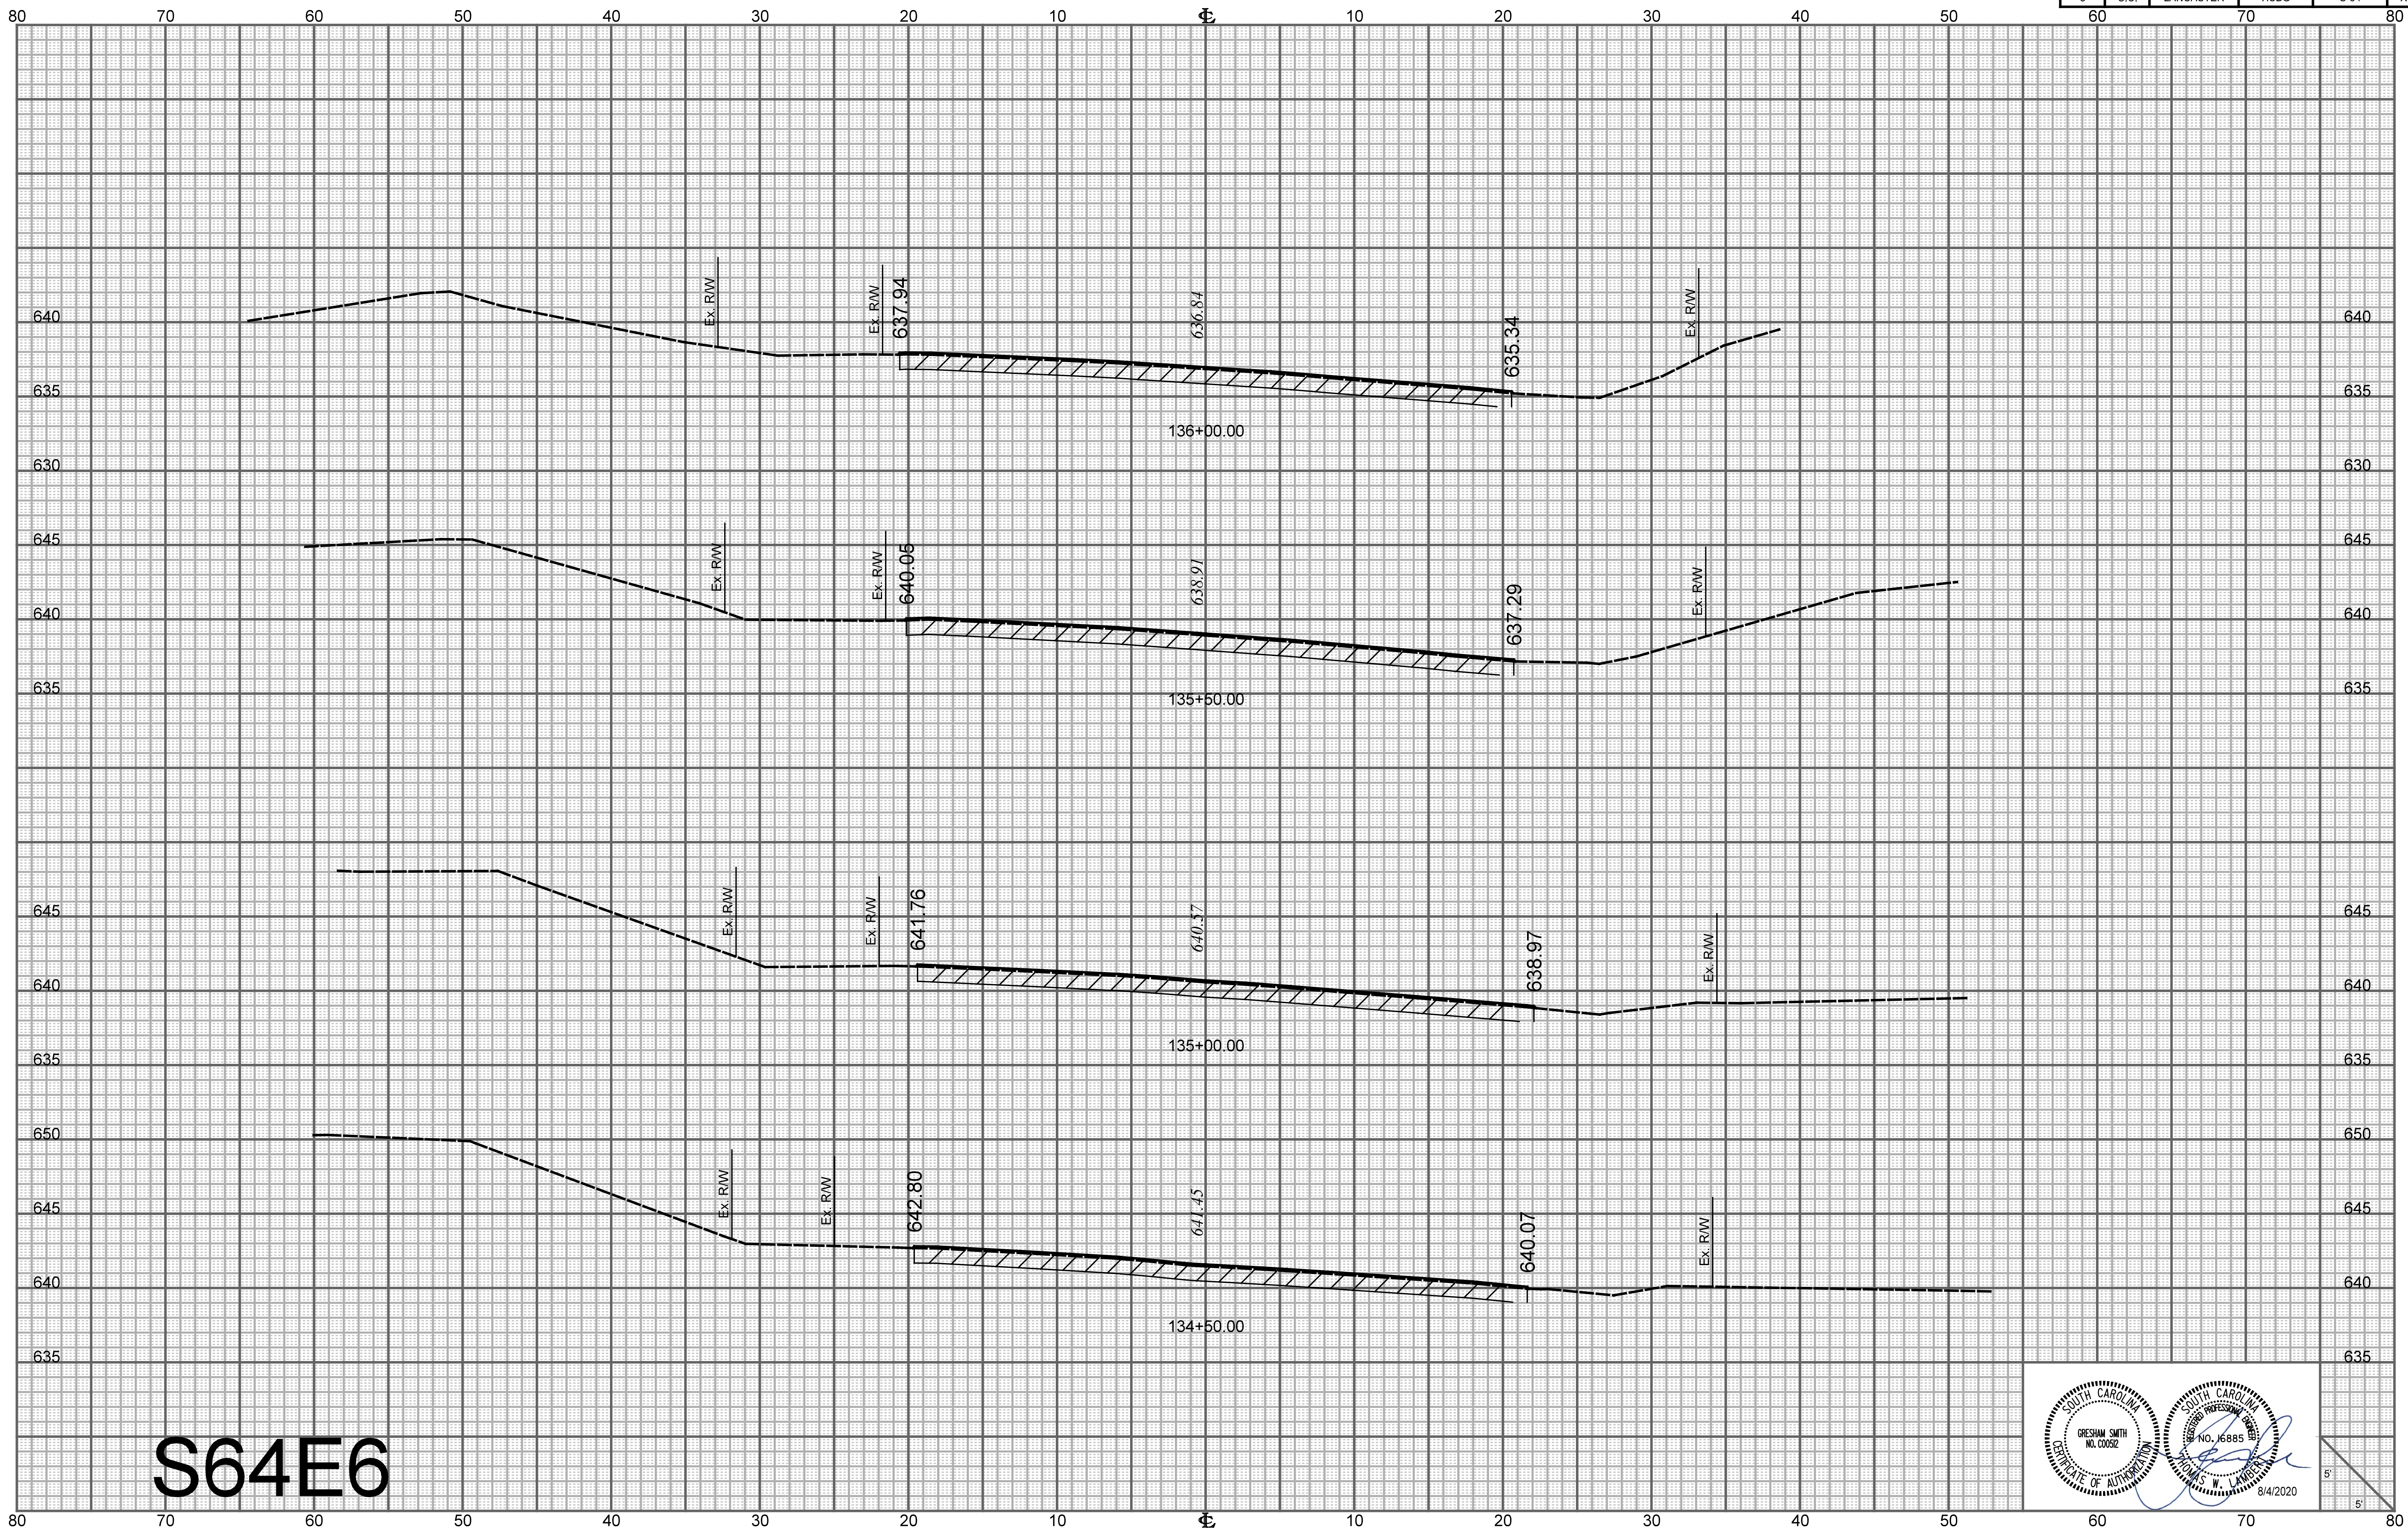 80 70 60 50 40 30 20 10 ℄ 10 20 30 40 50 60 70 80
Ex. R/W
Ex. R/W
637.94
636.84
635.34
Ex. R/W
640 640
635 635
136+00.00
630 630
Ex. R/W
Ex. R/W
640.05
638.91
637.29
Ex. R/W
645 645
640 640
635 635
135+50.00
Ex. R/W
Ex. R/W
641.76
640.57
638.97
Ex. R/W
645 645
640 640
135+00.00
635 635
650 650
Ex. R/W
Ex. R/W
642.80
641.45
640.07
Ex. R/W
645 645
640 640
134+50.00
635 635
S64E6
SOUTH CAROLINA
GRESHAM SMITH
NO. C00512
CERTIFICATE OF AUTHORIZATION
SOUTH CAROLINA
REGISTERED PROFESSIONAL ENGINEER
NO. 16885
THOMAS W. LAMBERT
8/4/2020
5'
5'
80 70 60 50 40 30 20 10 ℄ 10 20 30 40 50 60 70 80